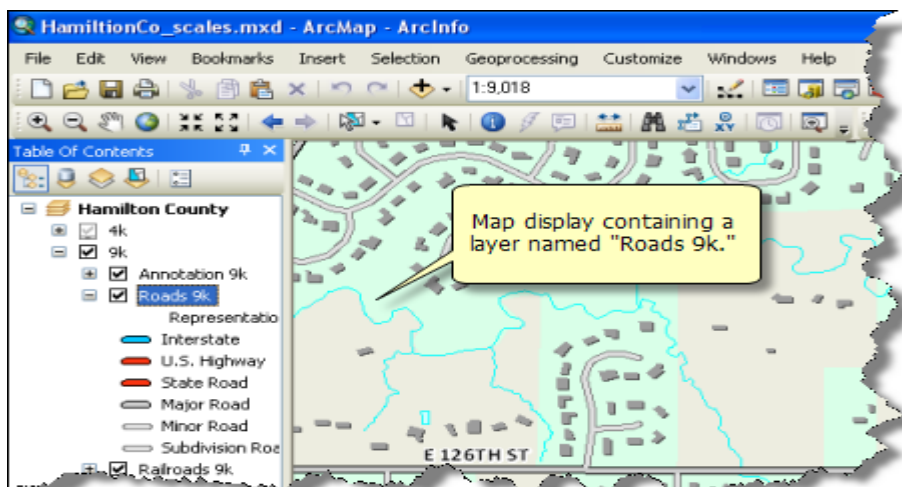 HamiltionCo_scales.mxd - ArcMap - ArcInfo
File Edit View Bookmarks Insert Selection Geoprocessing Customize Windows Help
1:9,018
Table Of Contents
Hamilton County
4k
9k
Annotation 9k
Roads 9k
Representatio
Interstate
U.S. Highway
State Road
Major Road
Minor Road
Subdivision Roa
Railroads 9k
Map display containing a
layer named "Roads 9k."
E 126TH ST